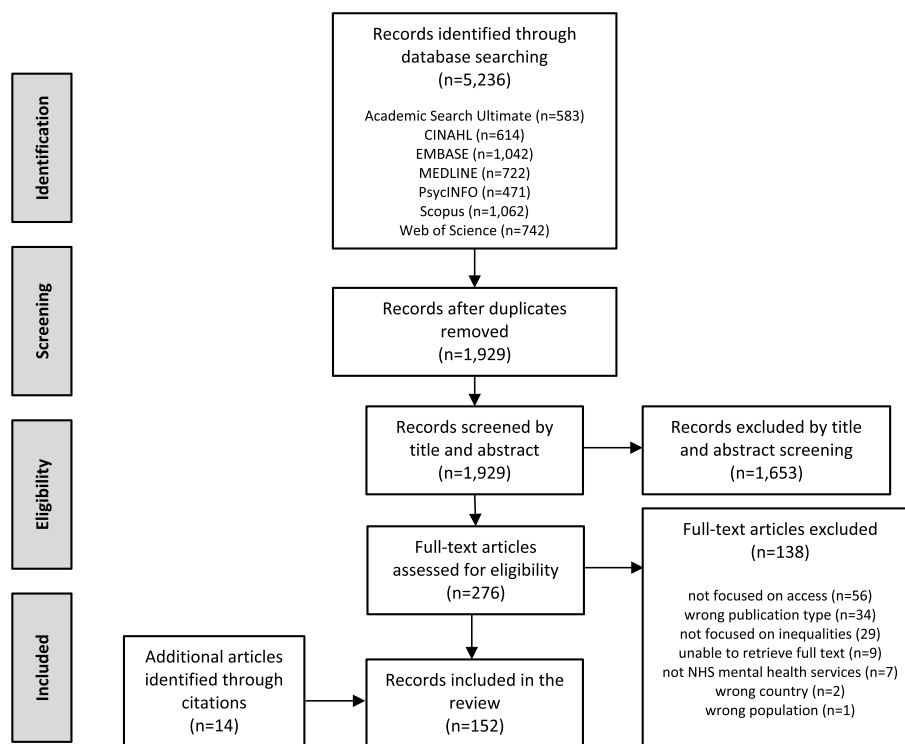 Identification
Records identified through
database searching
(n=5,236)
Academic Search Ultimate (n=583)
CINAHL (n=614)
EMBASE (n=1,042)
MEDLINE (n=722)
PsycINFO (n=471)
Scopus (n=1,062)
Web of Science (n=742)
Screening
Records after duplicates
removed
(n=1,929)
Eligibility
Records screened by
title and abstract
(n=1,929)
Records excluded by title
and abstract screening
(n=1,653)
Full-text articles
assessed for eligibility
(n=276)
Full-text articles excluded
(n=138)
not focused on access (n=56)
wrong publication type (n=34)
not focused on inequalities (29)
unable to retrieve full text (n=9)
not NHS mental health services (n=7)
wrong country (n=2)
wrong population (n=1)
Included
Additional articles
identified through
citations
(n=14)
Records included in the
review
(n=152)